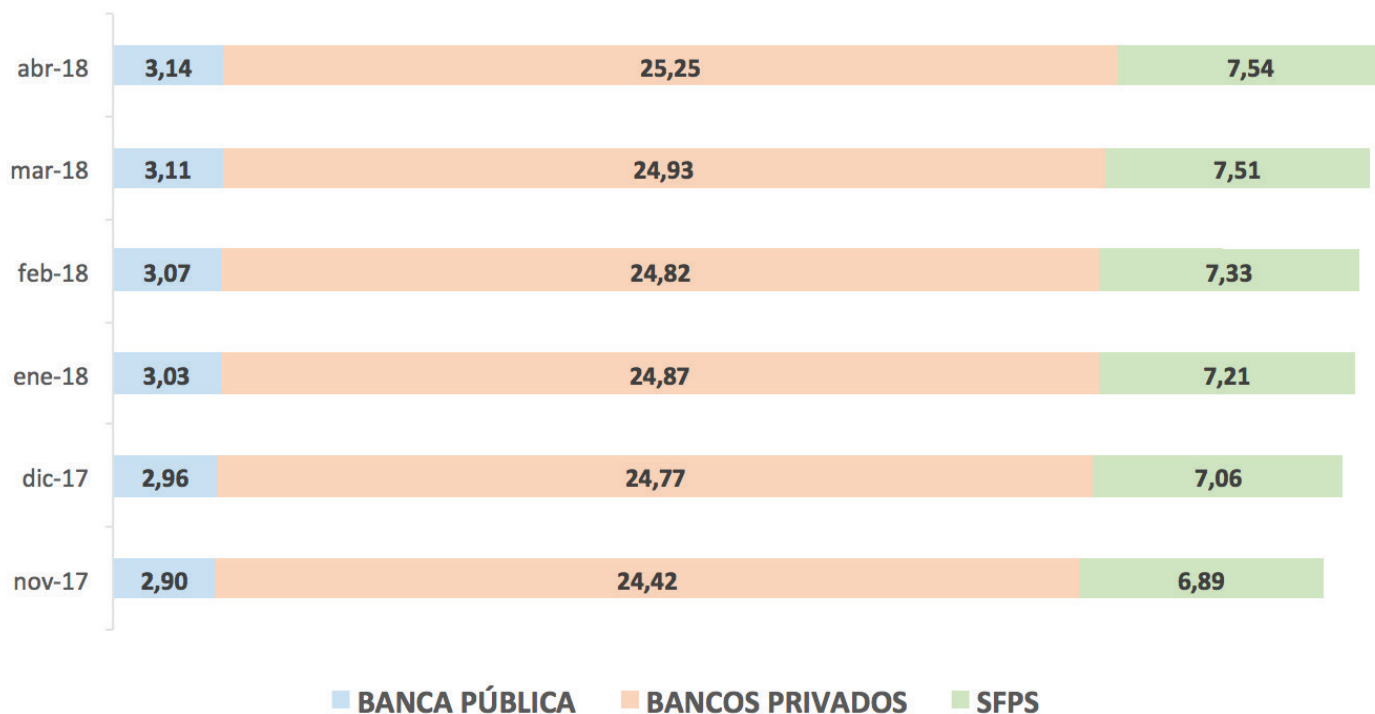 abr-18 3,14 25,25 7,54
mar-18 3,11 24,93 7,51
feb-18 3,07 24,82 7,33
ene-18 3,03 24,87 7,21
dic-17 2,96 24,77 7,06
nov-17 2,90 24,42 6,89
BANCA PÚBLICA BANCOS PRIVADOS SFPS